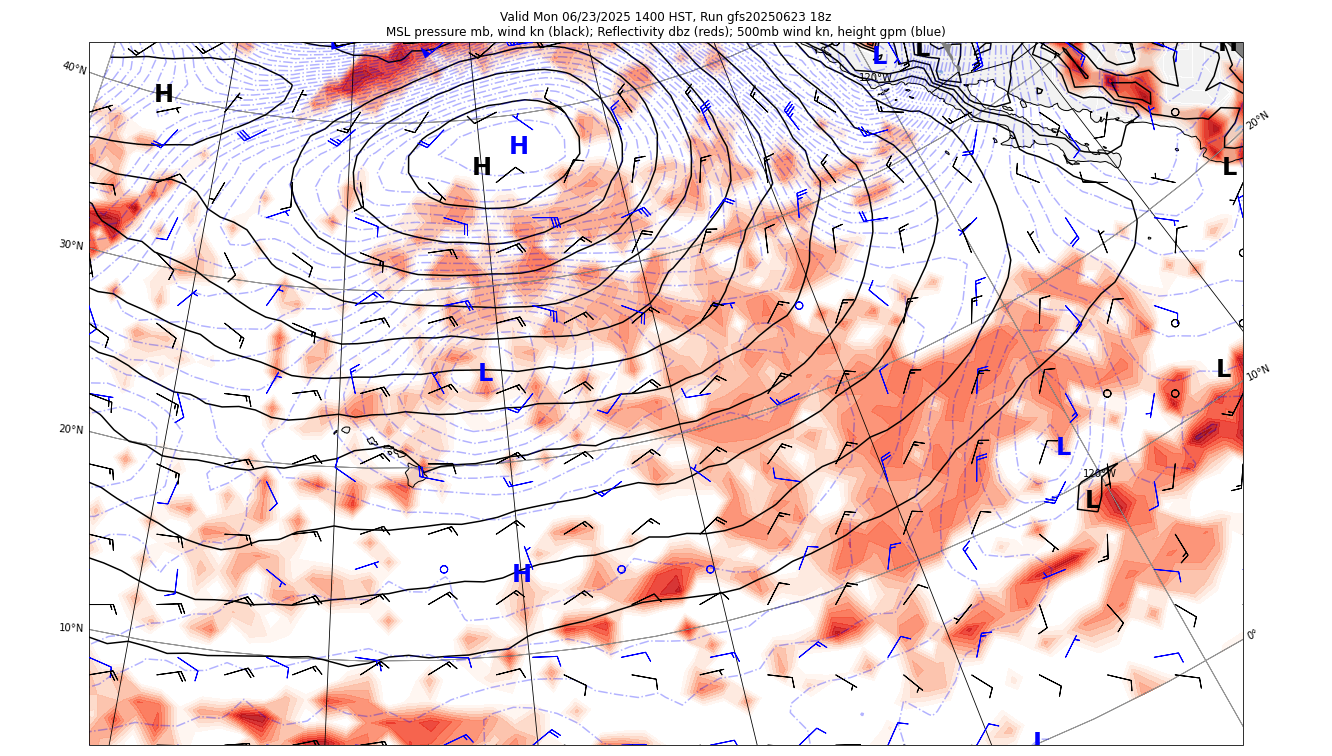 Valid Mon 06/23/2025 1400 HST, Run gfs20250623 18z
MSL pressure mb, wind kn (black); Reflectivity dbz (reds); 500mb wind kn, height gpm (blue)
L L H
40°N 120°W
H
20°N
H
H L
30°N
L
L 10°N
20°N
L
120°W
L
H
10°N 0°
L